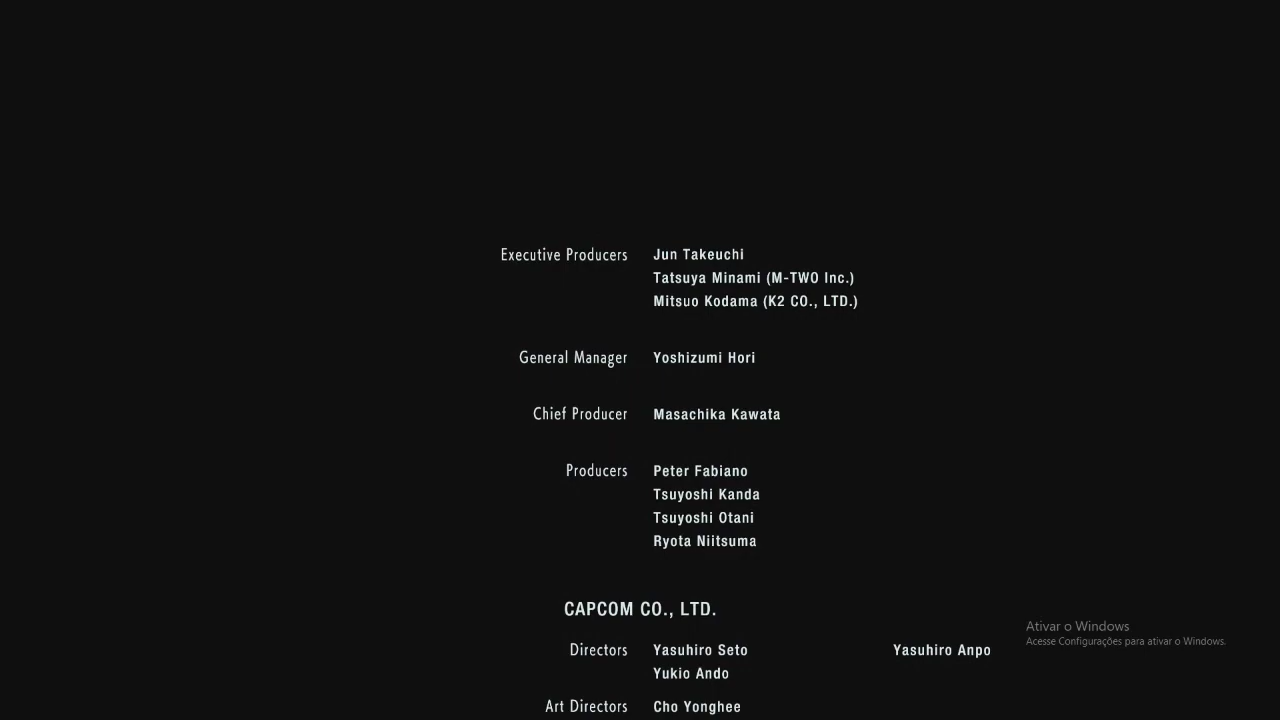 Executive Producers Jun Takeuchi
Tatsuya Minami (M-TWO Inc.)
Mitsuo Kodama (K2 CO., LTD.)
General Manager Yoshizumi Hori
Chief Producer Masachika Kawata
Producers Peter Fabiano
Tsuyoshi Kanda
Tsuyoshi Otani
Ryota Niitsuma
CAPCOM CO., LTD.
Directors Yasuhiro Seto Yasuhiro Anpo
Yukio Ando
Art Directors Cho Yonghee
Ativar o Windows
Acesse Configurações para ativar o Windows.